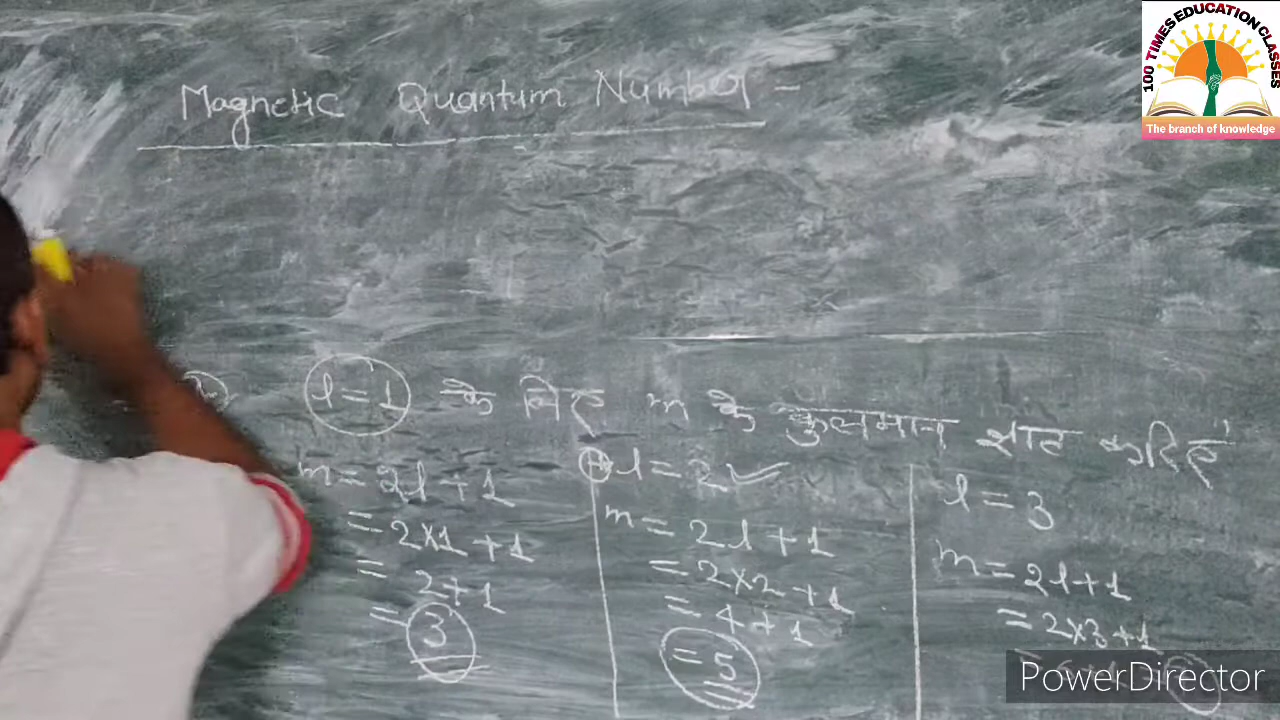 Magnetic Quantum Number -
100 TIMES EDUCATION CLASSES
The branch of knowledge
l = 1 के लिए m के कुलमान ज्ञात करिए
m = 2l + 1
= 2×1 + 1
= 2 + 1
= 3
l = 2 ✓
m = 2l + 1
= 2×2 + 1
= 4 + 1
= 5
l = 3
m = 2l + 1
= 2×3 + 1
PowerDirector